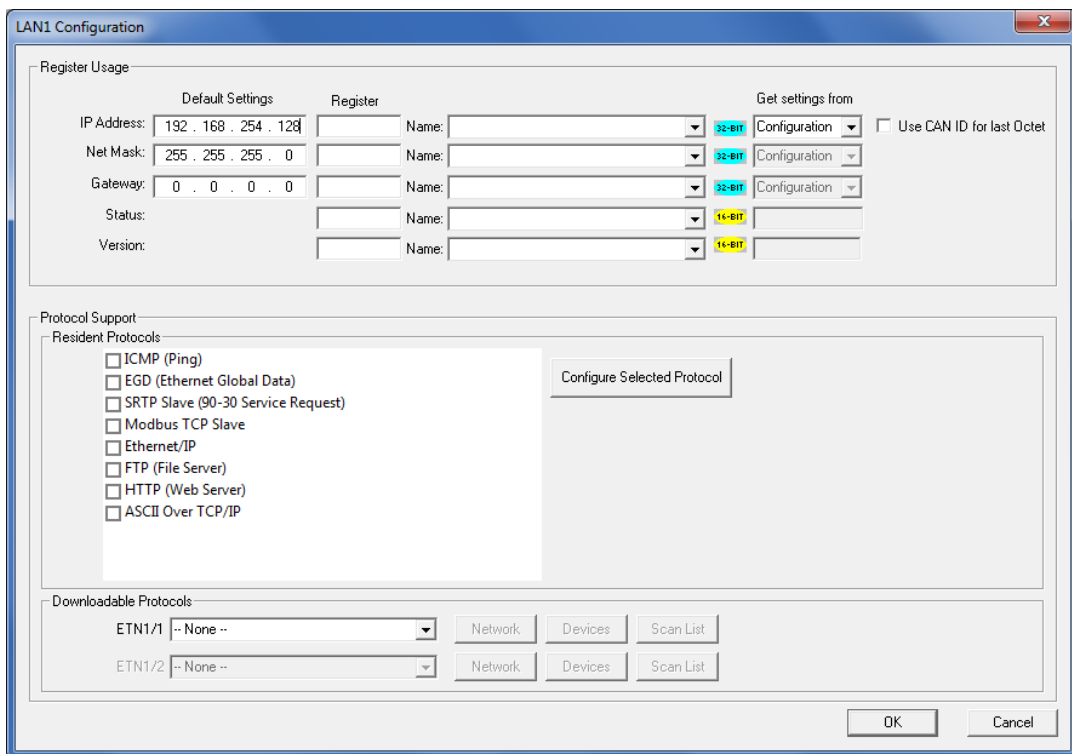 LAN1 Configuration
Register Usage
Default Settings Register Get settings from
IP Address: 192 . 168 . 254 . 128 Name: 32-BIT Configuration Use CAN ID for last Octet
Net Mask: 255 . 255 . 255 . 0 Name: 32-BIT Configuration
Gateway: 0 . 0 . 0 . 0 Name: 32-BIT Configuration
Status: Name: 16-BIT
Version: Name: 16-BIT
Protocol Support
Resident Protocols
ICMP (Ping)
Configure Selected Protocol
EGD (Ethernet Global Data)
SRTP Slave (90-30 Service Request)
Modbus TCP Slave
Ethernet/IP
FTP (File Server)
HTTP (Web Server)
ASCII Over TCP/IP
Downloadable Protocols
ETN1/1 -- None -- Network Devices Scan List
ETN1/2 -- None -- Network Devices Scan List
OK Cancel